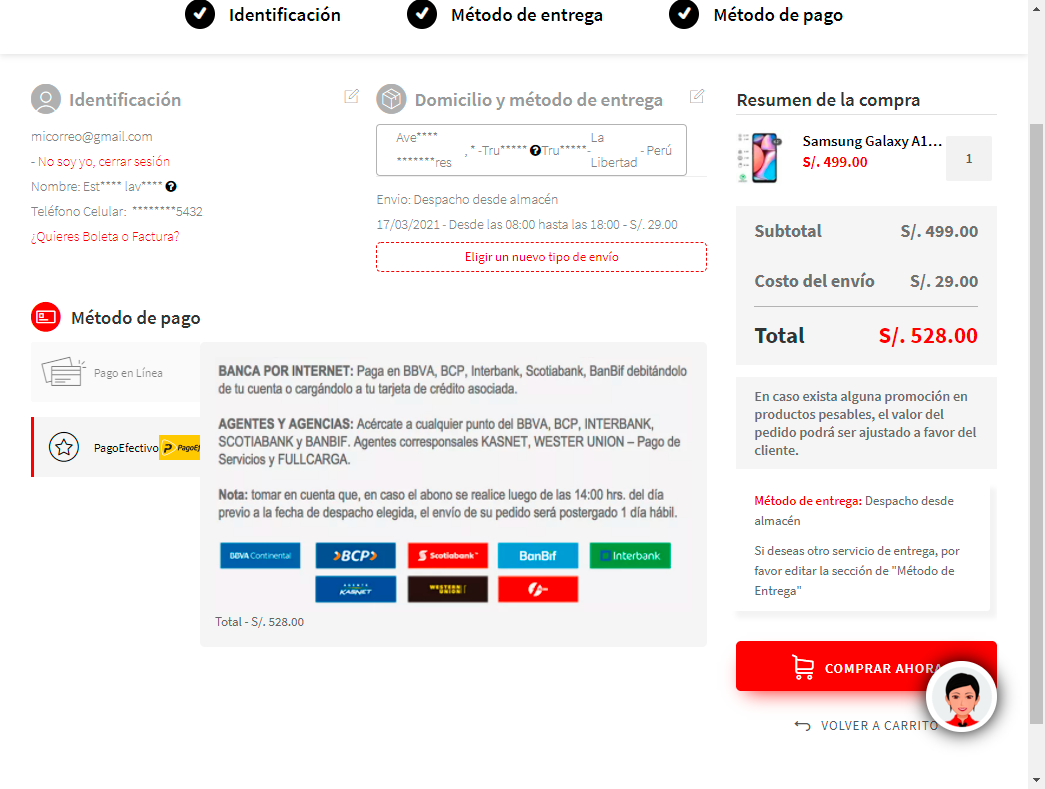 Identificación
Método de entrega
Método de pago
Identificación
micorreo@gmail.com
- No soy yo, cerrar sesión
Nombre: Est**** lav****
Teléfono Celular: ********5432
¿Quieres Boleta o Factura?
Domicilio y método de entrega
Ave****
*******res
, * -Tru*****
Tru*****-
La
Libertad
- Perú
Envio: Despacho desde almacén
17/03/2021 - Desde las 08:00 hasta las 18:00 - S/. 29.00
Eligir un nuevo tipo de envío
Método de pago
Pago en Línea
PagoEfectivo
PagoEf
BANCA POR INTERNET: Paga en BBVA, BCP, Interbank, Scotiabank, BanBif debitándolo
de tu cuenta o cargándolo a tu tarjeta de crédito asociada.
AGENTES Y AGENCIAS: Acércate a cualquier punto del BBVA, BCP, INTERBANK,
SCOTIABANK y BANBIF. Agentes corresponsales KASNET, WESTER UNION – Pago de
Servicios y FULLCARGA.
Nota: tomar en cuenta que, en caso el abono se realice luego de las 14:00 hrs. del día
previo a la fecha de despacho elegida, el envío de su pedido será postergado 1 día hábil.
BBVA Continental
BCP
Scotiabank
BanBif
Interbank
AGENTE KASNET
WESTERN UNION
Total - S/. 528.00
Resumen de la compra
Samsung Galaxy A1...
S/. 499.00
1
Subtotal S/. 499.00
Costo del envío S/. 29.00
Total S/. 528.00
En caso exista alguna promoción en
productos pesables, el valor del
pedido podrá ser ajustado a favor del
cliente.
Método de entrega: Despacho desde
almacén
Si deseas otro servicio de entrega, por
favor editar la sección de "Método de
Entrega"
COMPRAR AHORA
VOLVER A CARRITO